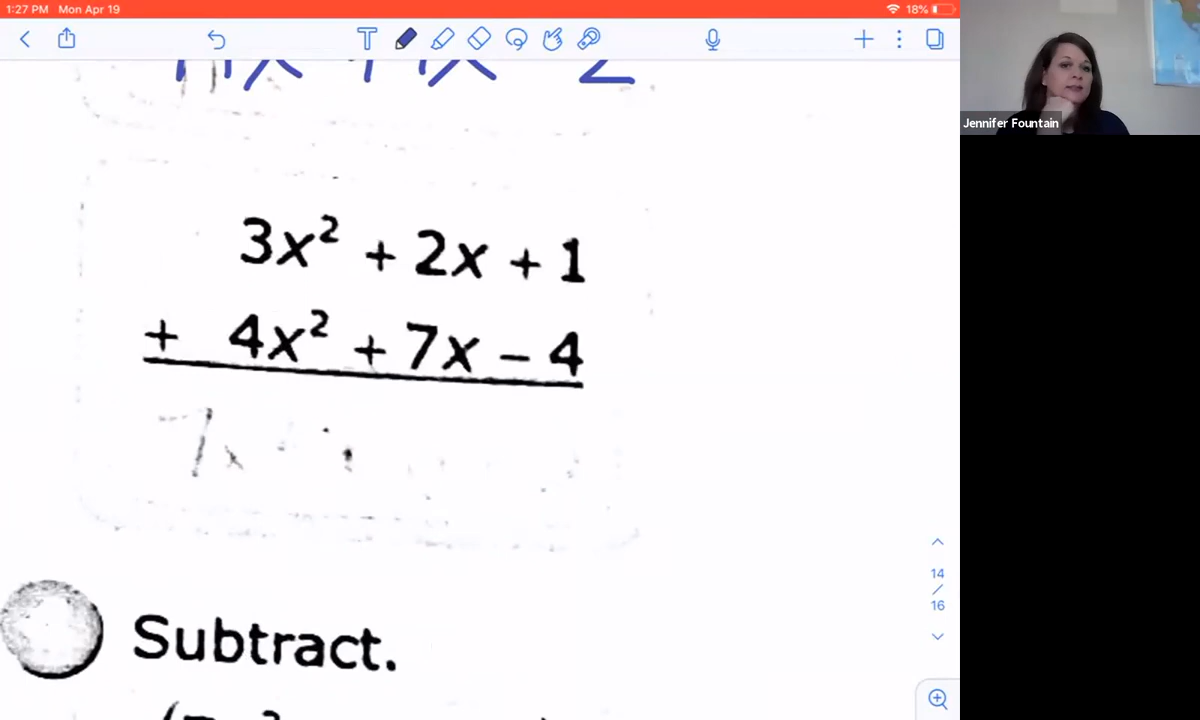 1:27 PM Mon Apr 19
18%
T
Jennifer Fountain
3x² + 2x + 1
+ 4x² + 7x - 4
14
/
16
Subtract.